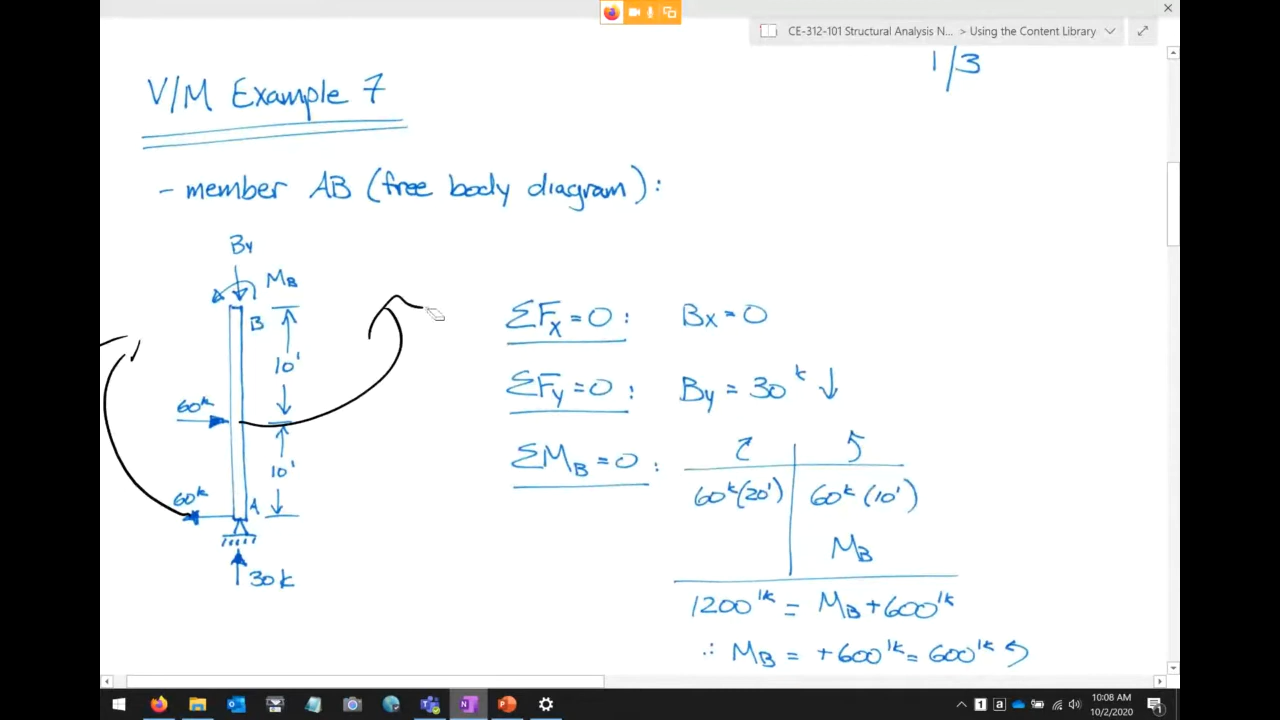 CE-312-101 Structural Analysis N... > Using the Content Library
1/3
V/M Example 7
- member AB (free body diagram):
By
MB
B
10'
60k
10'
60k
A
30k
ΣFx=0: Bx=0
ΣFy=0: By = 30k ↓
ΣMB=0: ↻ ↺
60k(20') 60k(10')
MB
1200'k = MB+600'k
∴ MB = +600'k = 600'k ↺
10:08 AM
10/2/2020